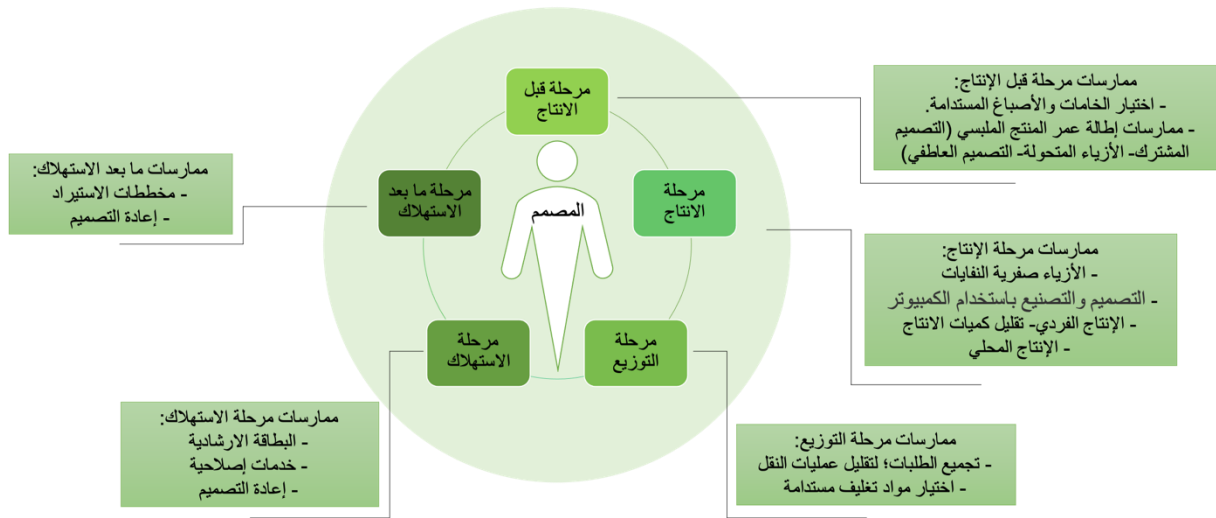 مرحلة قبل
الانتاج
ممارسات مرحلة قبل الإنتاج:
- اختيار الخامات والأصباغ المستدامة.
- ممارسات إطالة عمر المنتج الملبسي (التصميم
المشترك- الأزياء المتحولة- التصميم العاطفي)
مرحلة
الانتاج
ممارسات مرحلة الإنتاج:
- الأزياء صفرية النفايات
- التصميم والتصنيع باستخدام الكمبيوتر
- الإنتاج الفردي- تقليل كميات الانتاج
- الإنتاج المحلي
مرحلة
التوزيع
ممارسات مرحلة التوزيع:
- تجميع الطلبات؛ لتقليل عمليات النقل
- اختيار مواد تغليف مستدامة
مرحلة
الاستهلاك
ممارسات مرحلة الاستهلاك:
- البطاقة الارشادية
- خدمات إصلاحية
- إعادة التصميم
مرحلة ما بعد
الاستهلاك
ممارسات ما بعد الاستهلاك:
- مخططات الاستيراد
- إعادة التصميم
المصمم